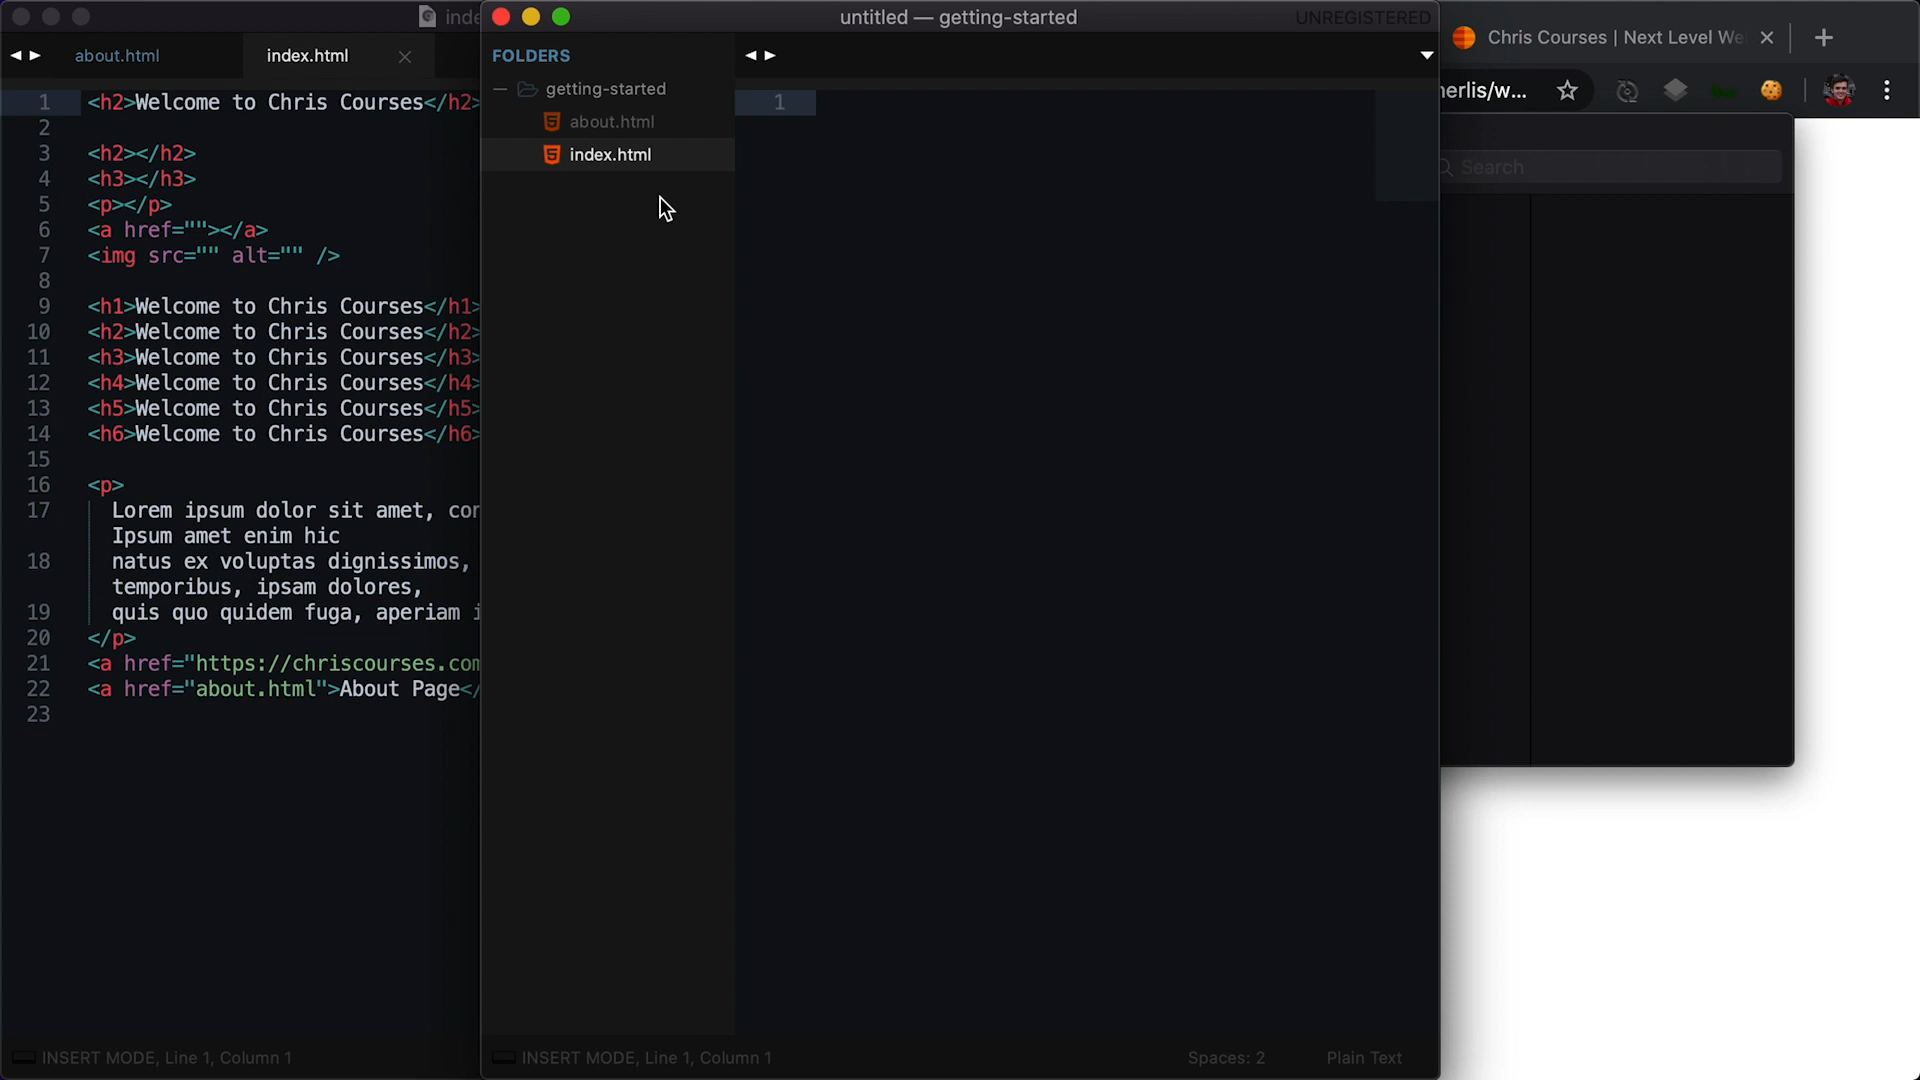 inde
about.html
index.html
1 <h2>Welcome to Chris Courses</h2>
2
3 <h2></h2>
4 <h3></h3>
5 <p></p>
6 <a href=""></a>
7 <img src="" alt="" />
8
9 <h1>Welcome to Chris Courses</h1>
10 <h2>Welcome to Chris Courses</h2>
11 <h3>Welcome to Chris Courses</h3>
12 <h4>Welcome to Chris Courses</h4>
13 <h5>Welcome to Chris Courses</h5>
14 <h6>Welcome to Chris Courses</h6>
15
16 <p>
17 Lorem ipsum dolor sit amet, con
Ipsum amet enim hic
18 natus ex voluptas dignissimos,
temporibus, ipsam dolores,
19 quis quo quidem fuga, aperiam i
20 </p>
21 <a href="https://chriscourses.com
22 <a href="about.html">About Page</
23
INSERT MODE, Line 1, Column 1
untitled — getting-started
UNREGISTERED
FOLDERS
getting-started
about.html
index.html
1
INSERT MODE, Line 1, Column 1
Spaces: 2
Plain Text
Chris Courses | Next Level We
herlis/w...
Search